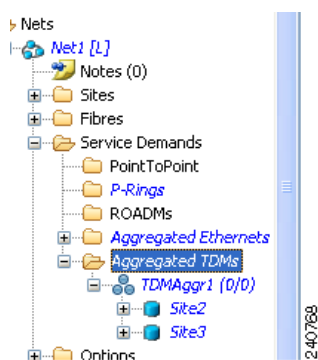 Nets
Net1 [L]
Notes (0)
Sites
Fibres
Service Demands
PointToPoint
P-Rings
ROADMs
Aggregated Ethernets
Aggregated TDMs
TDMAggr1 (0/0)
Site2
Site3
Options
240768